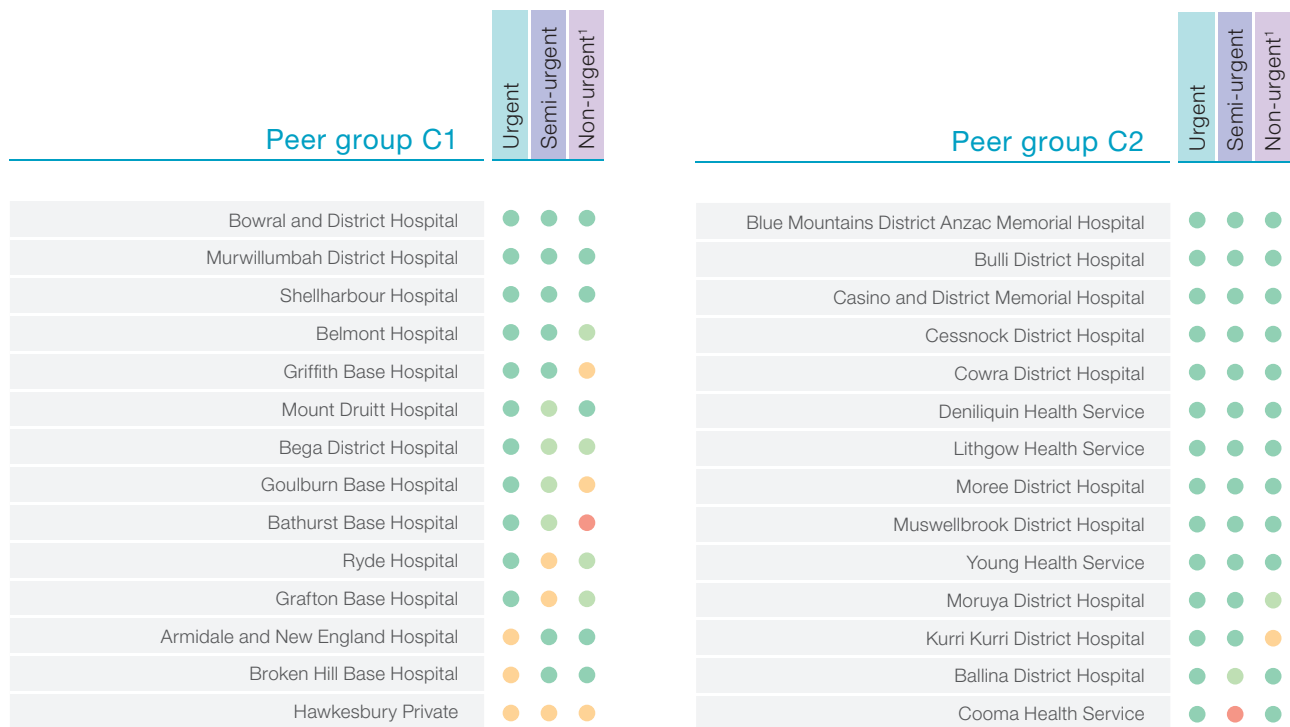 Urgent
Semi-urgent
Non-urgent¹
Peer group C1
Bowral and District Hospital
Murwillumbah District Hospital
Shellharbour Hospital
Belmont Hospital
Griffith Base Hospital
Mount Druitt Hospital
Bega District Hospital
Goulburn Base Hospital
Bathurst Base Hospital
Ryde Hospital
Grafton Base Hospital
Armidale and New England Hospital
Broken Hill Base Hospital
Hawkesbury Private
Urgent
Semi-urgent
Non-urgent¹
Peer group C2
Blue Mountains District Anzac Memorial Hospital
Bulli District Hospital
Casino and District Memorial Hospital
Cessnock District Hospital
Cowra District Hospital
Deniliquin Health Service
Lithgow Health Service
Moree District Hospital
Muswellbrook District Hospital
Young Health Service
Moruya District Hospital
Kurri Kurri District Hospital
Ballina District Hospital
Cooma Health Service